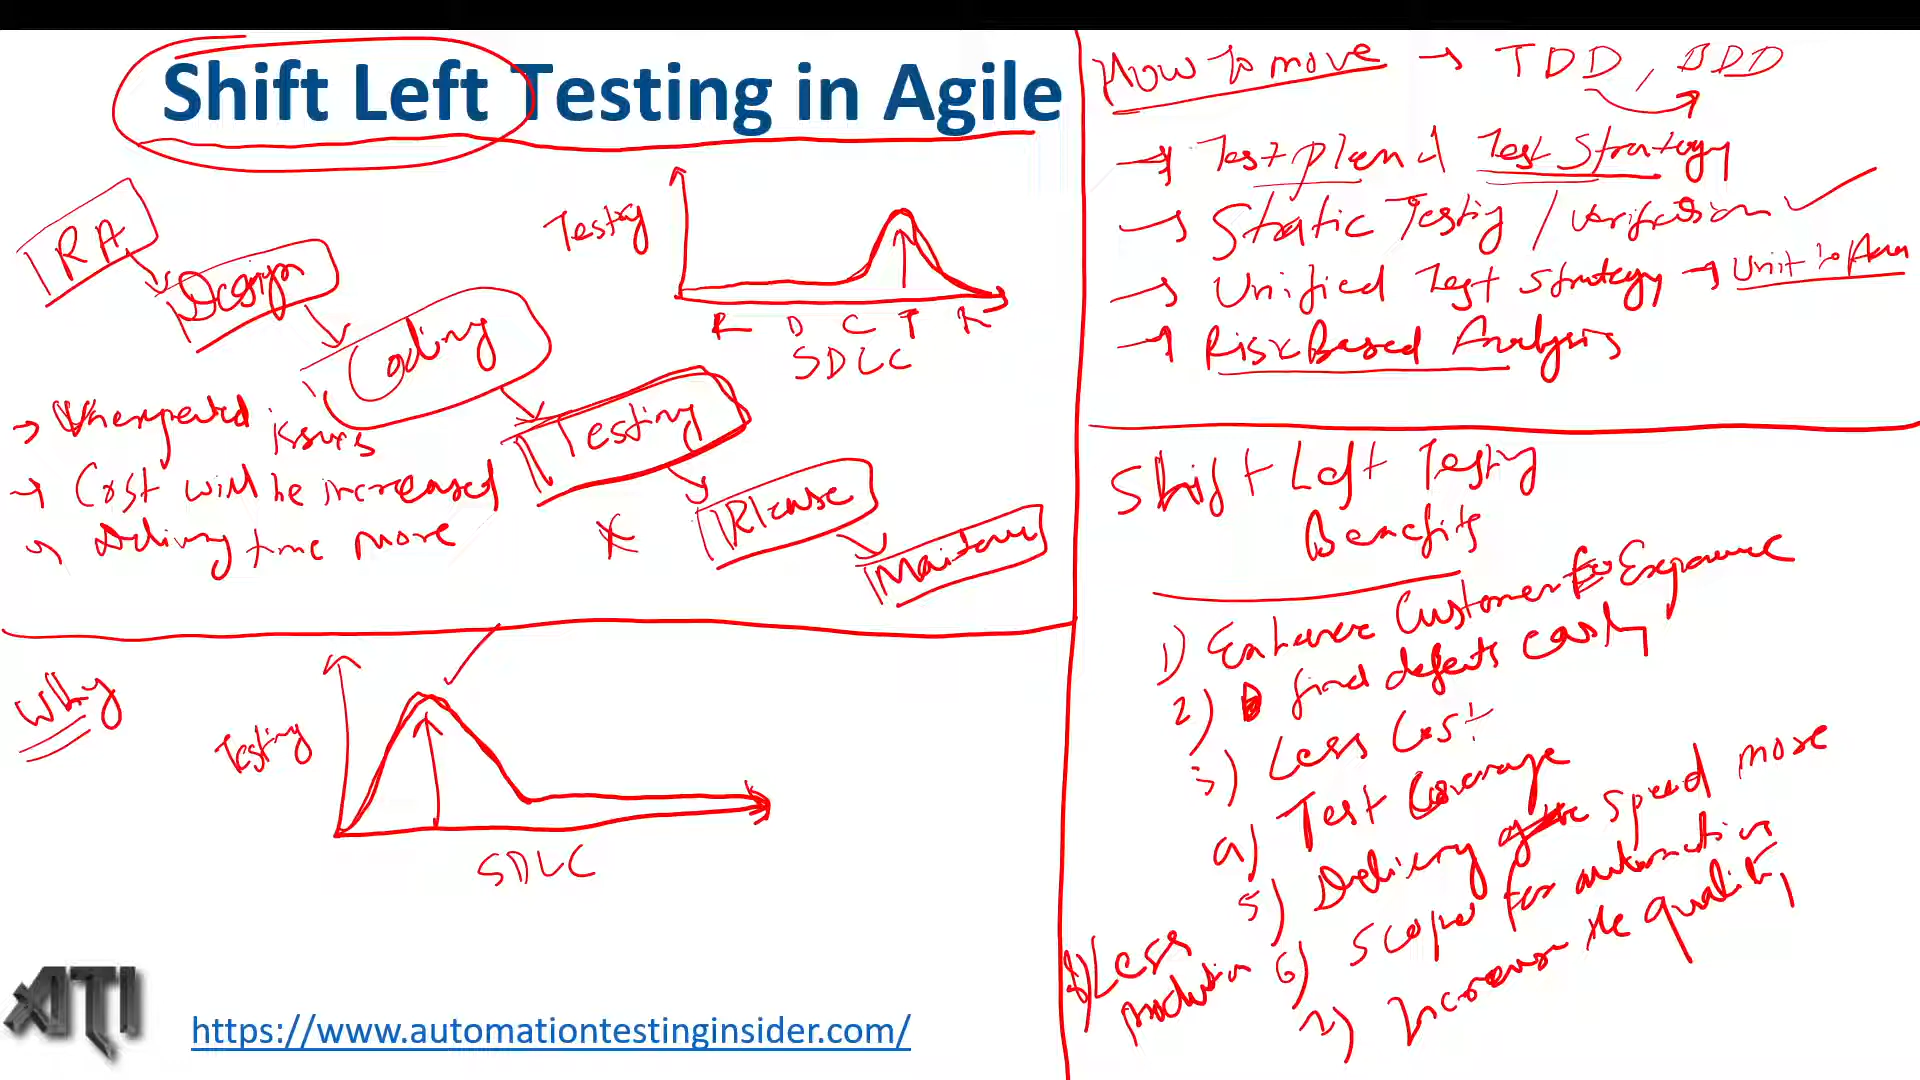 Shift Left Testing in Agile
RA
Design
Coding
Testing
Release
Testing
R D C T R
SDLC
→ Unexpected issues
→ Cost will be increased
→ Delivery time more
Why
Testing
SDLC
ATI
https://www.automationtestinginsider.com/
How to move → TDD, BDD
→ Test plan & Test Strategy
→ Static Testing / Verification
→ Unified Test Strategy → Unit to
→ Risk Based Analysis
Shift Left Testing
Benefits
1) Enhance Customer
2) find defects early
3) Less Cost
4) Test Coverage
5) Delivery speed more
6) Scope for automation
7) Increase the quality
8) Less
production